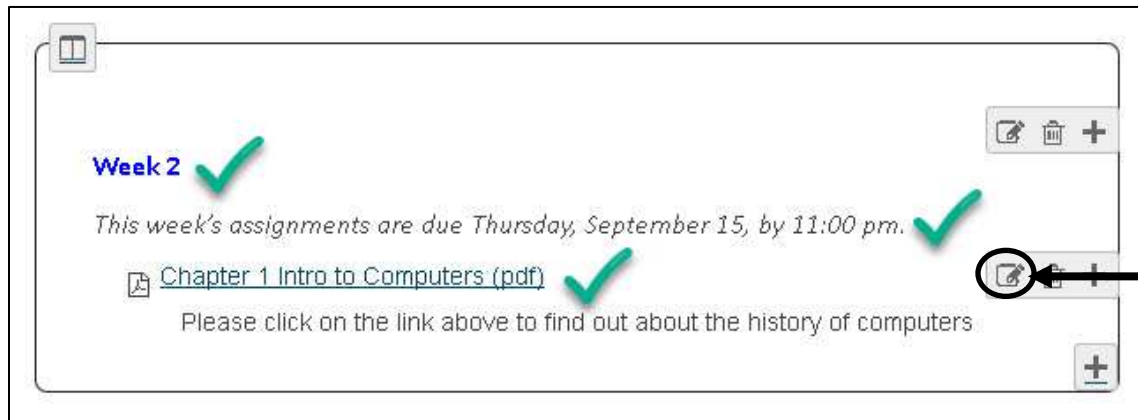 Week 2
This week's assignments are due Thursday, September 15, by 11:00 pm.
Chapter 1 Intro to Computers (pdf)
Please click on the link above to find out about the history of computers